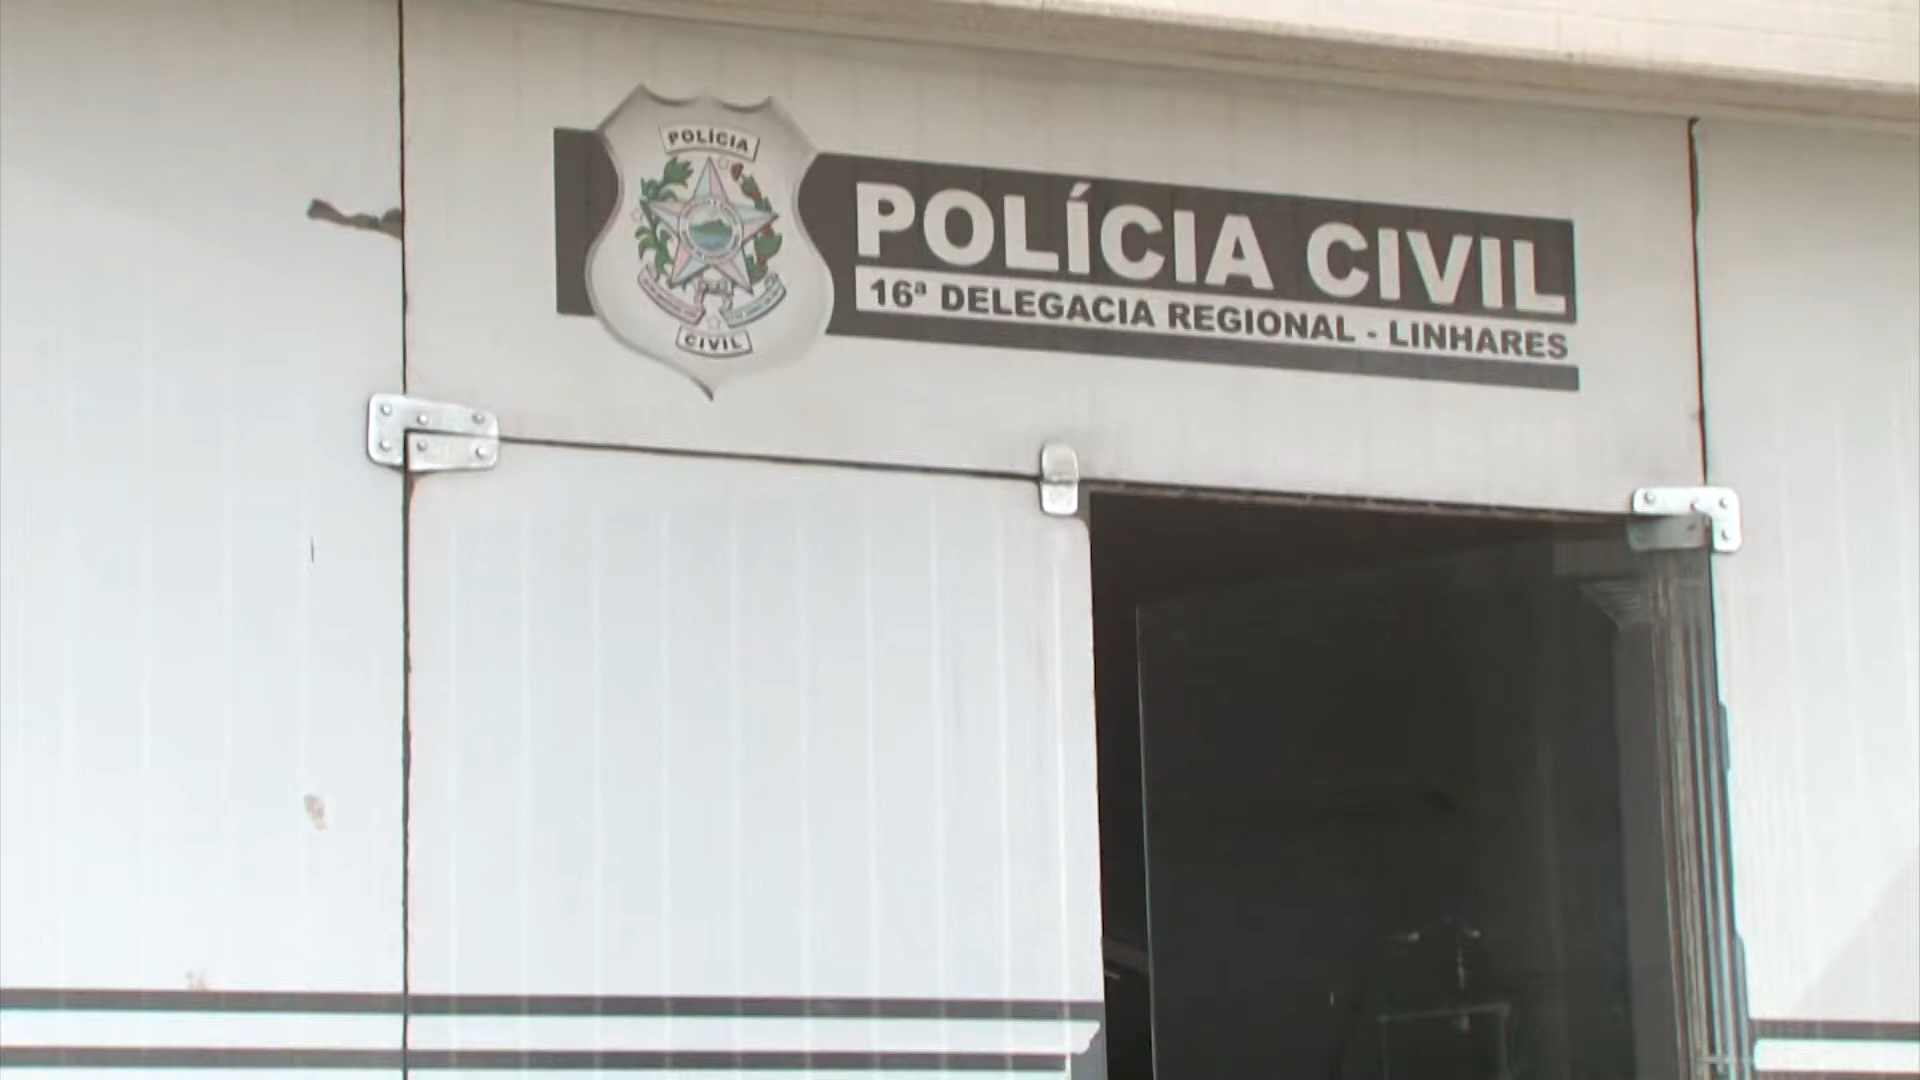 POLÍCIA
CIVIL
POLÍCIA CIVIL
16ª DELEGACIA REGIONAL - LINHARES